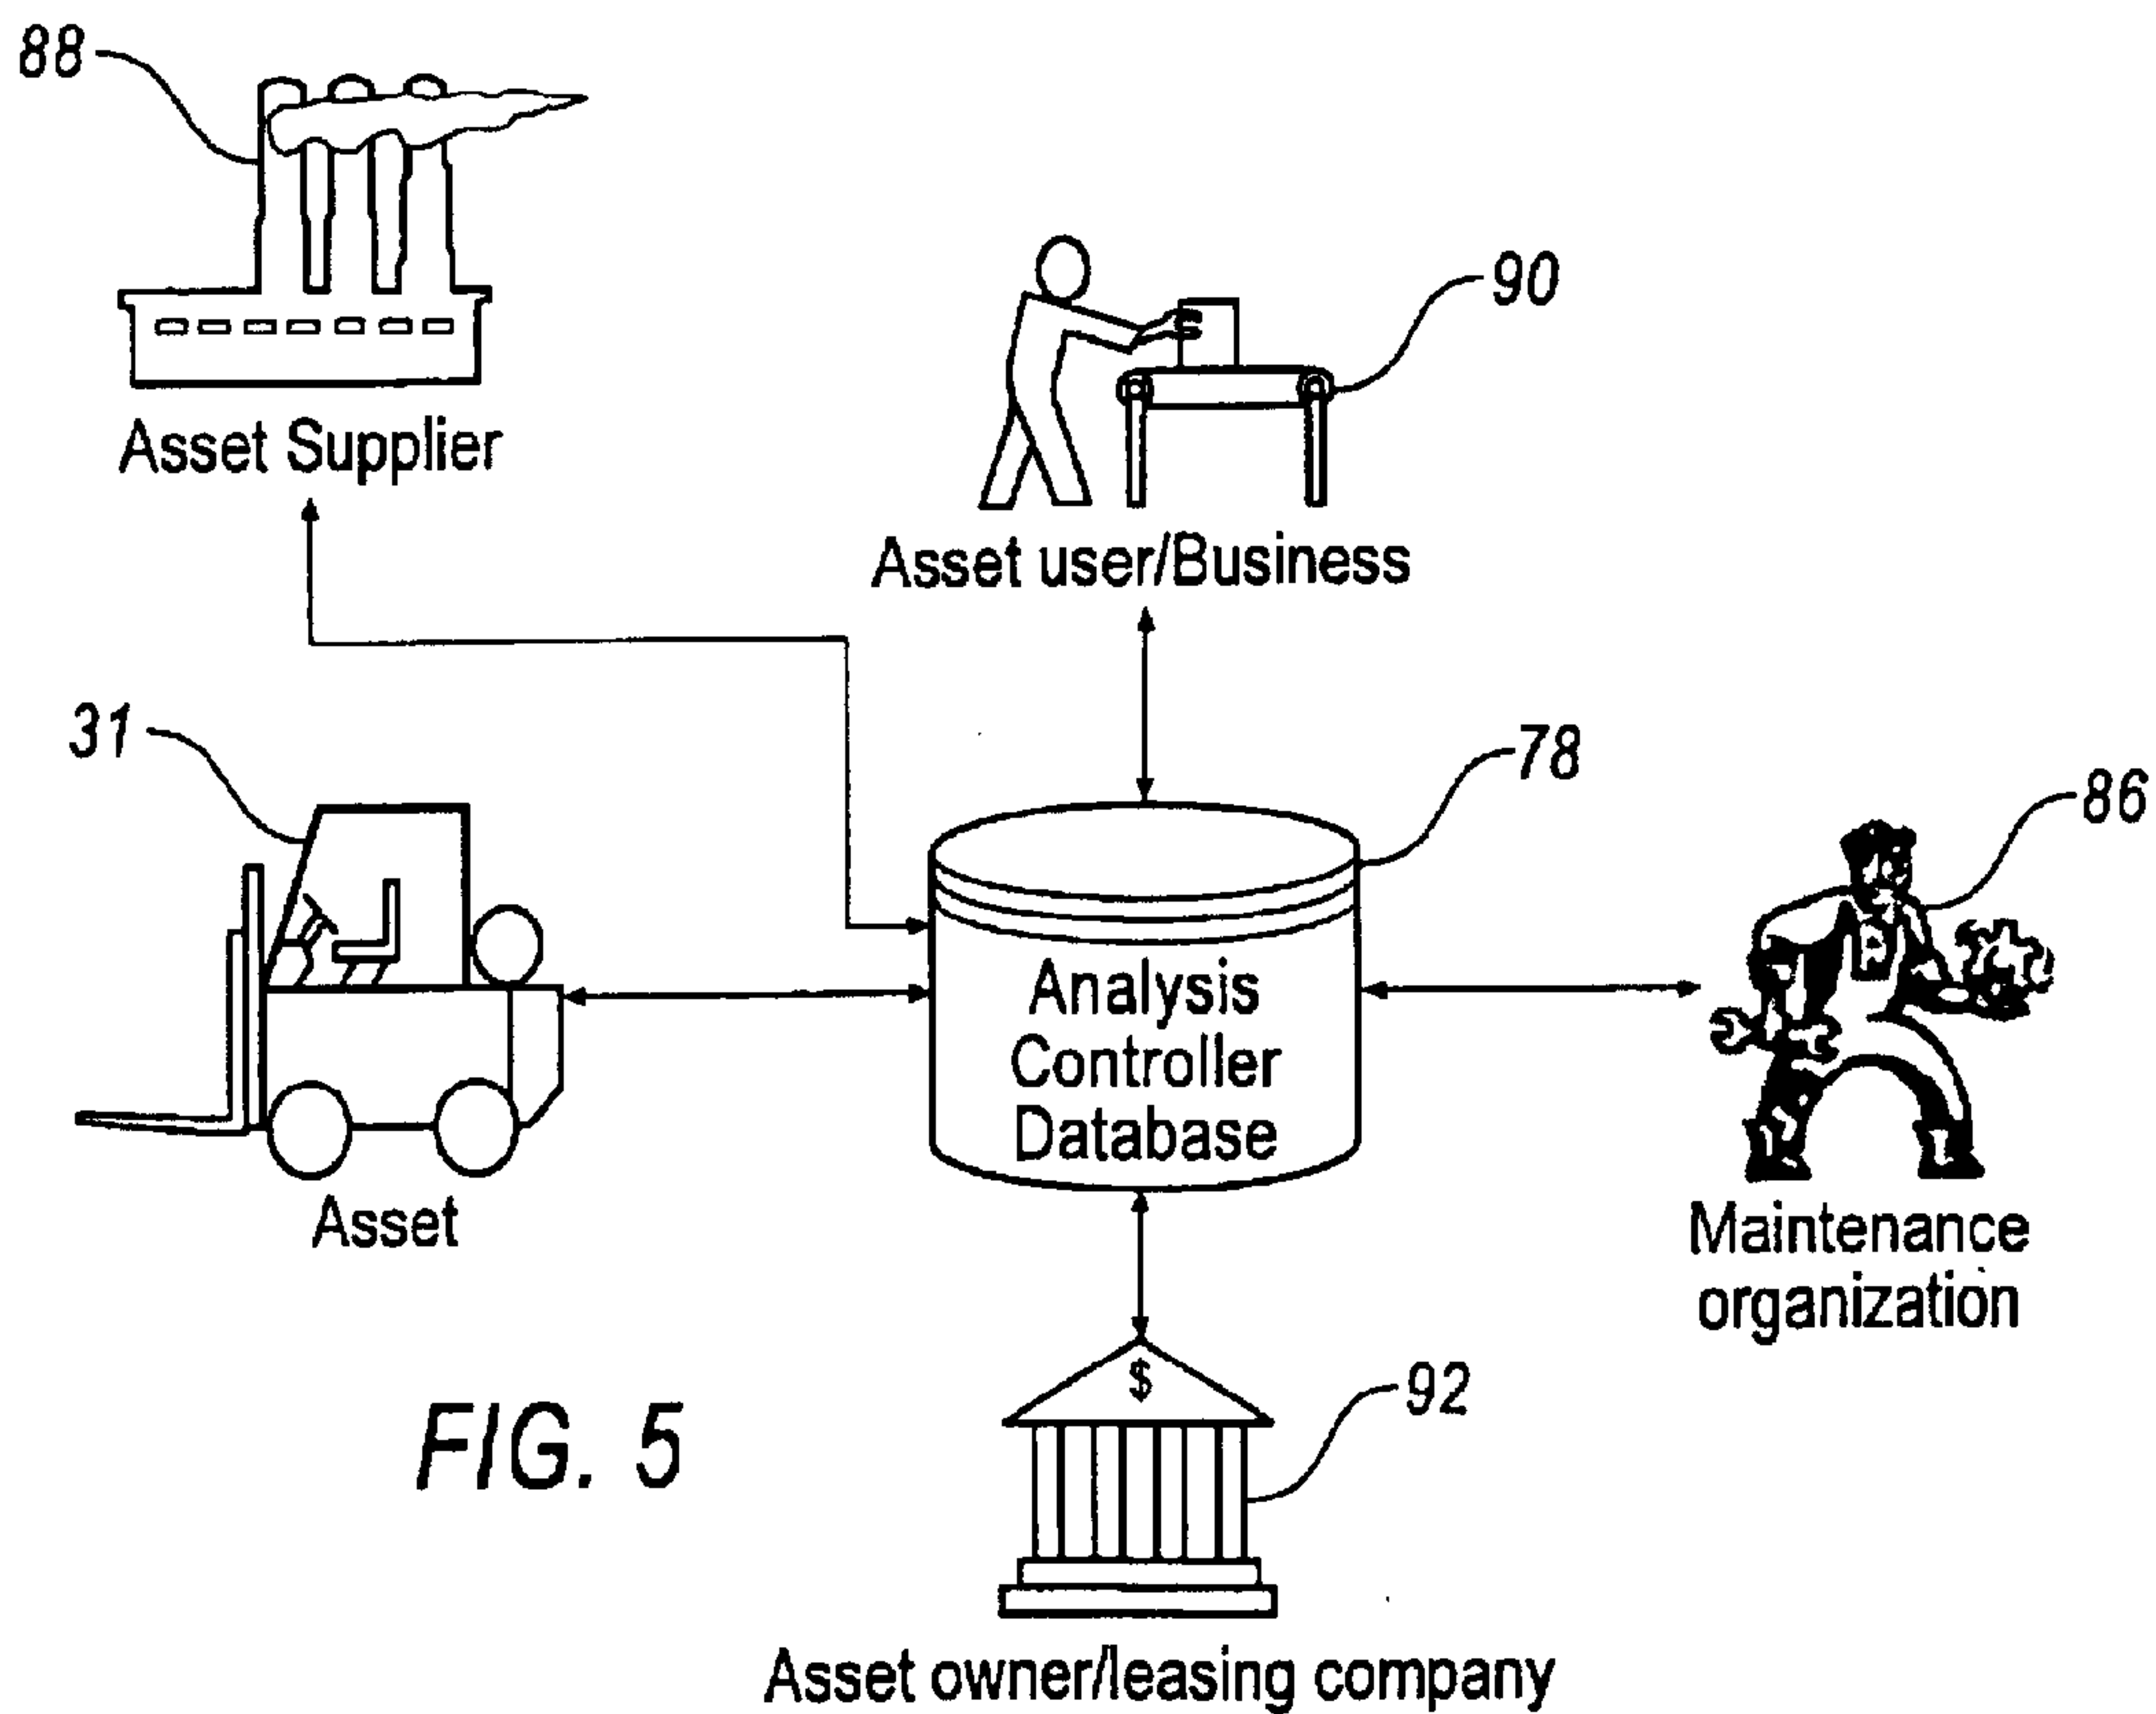 88
Asset Supplier
90
Asset user/Business
31
78
86
Analysis
Controller
Database
Asset
Maintenance
organization
$
92
FIG. 5
Asset owner/leasing company